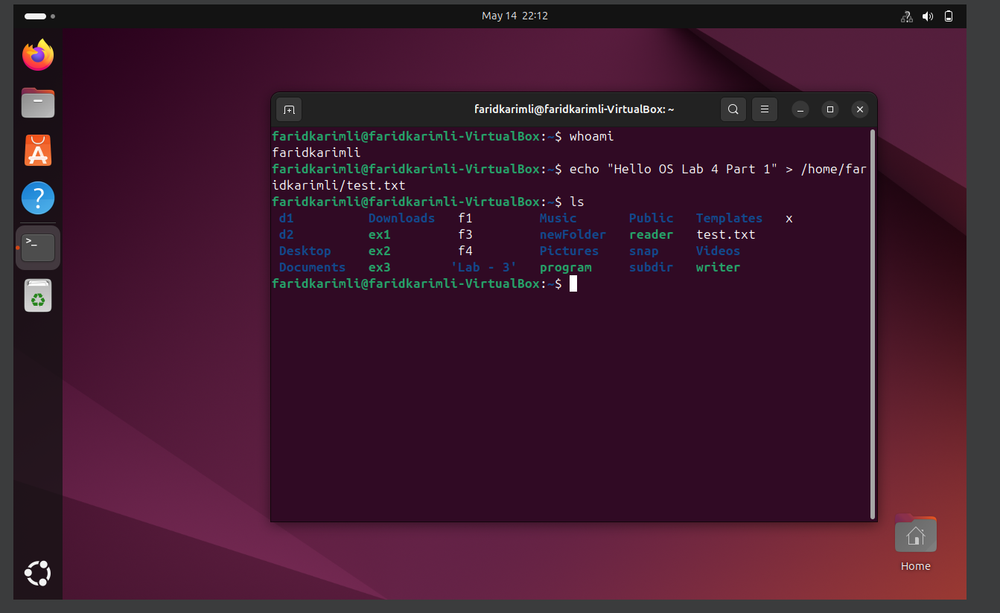 May 14 22:12
faridkarimli@faridkarimli-VirtualBox: ~
faridkarimli@faridkarimli-VirtualBox:~$ whoami
faridkarimli
faridkarimli@faridkarimli-VirtualBox:~$ echo "Hello OS Lab 4 Part 1" > /home/far
idkarimli/test.txt
faridkarimli@faridkarimli-VirtualBox:~$ ls
d1 Downloads f1 Music Public Templates x
d2 ex1 f3 newFolder reader test.txt
Desktop ex2 f4 Pictures snap Videos
Documents ex3 'Lab - 3' program subdir writer
faridkarimli@faridkarimli-VirtualBox:~$
Home